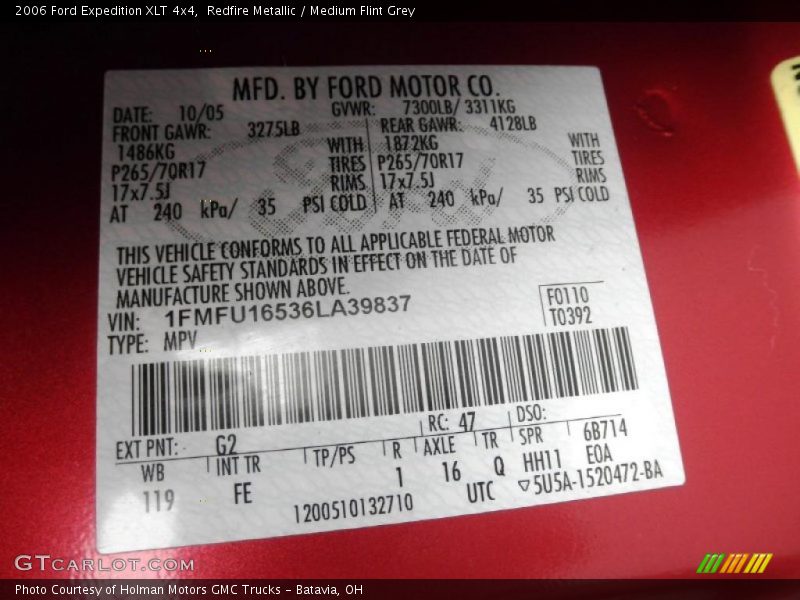 2006 Ford Expedition XLT 4x4, Redfire Metallic / Medium Flint Grey
MFD. BY FORD MOTOR CO.
DATE: 10/05 GVWR: 7300LB/ 3311KG
FRONT GAWR: 3275LB REAR GAWR: 4128LB
1486KG WITH 1872KG WITH
P265/70R17 TIRES P265/70R17 TIRES
17x7.5J RIMS 17x7.5J RIMS
AT 240 kPa/ 35 PSI COLD AT 240 kPa/ 35 PSI COLD
THIS VEHICLE CONFORMS TO ALL APPLICABLE FEDERAL MOTOR
VEHICLE SAFETY STANDARDS IN EFFECT ON THE DATE OF
MANUFACTURE SHOWN ABOVE.
VIN: 1FMFU16536LA39837 F0110
TYPE: MPV T0392
EXT PNT: G2 RC: 47 DSO:
WB INT TR TP/PS R AXLE TR SPR 6B714
119 FE 1 16 Q HH11 E0A
1200510132710 UTC ▽5U5A-1520472-BA
GTCARLOT.COM
Photo Courtesy of Holman Motors GMC Trucks - Batavia, OH